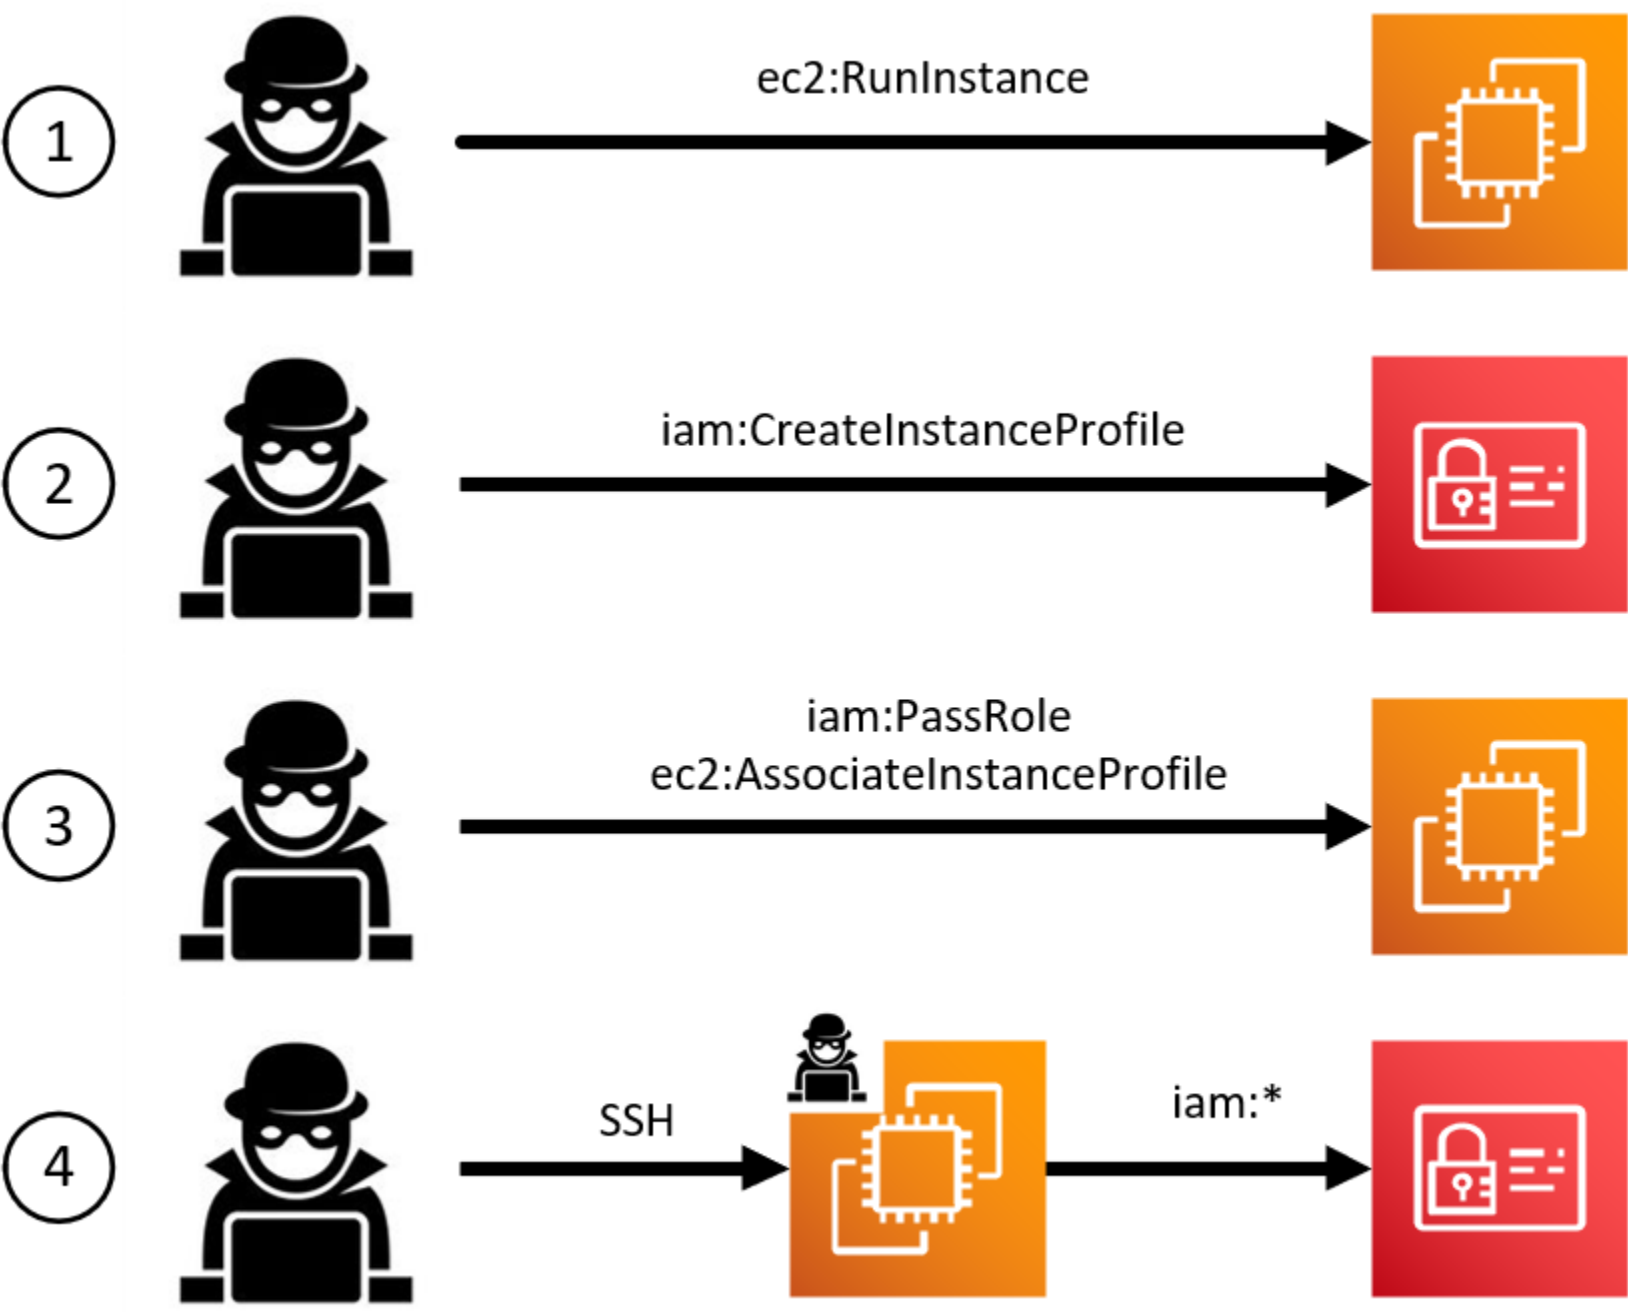 1
ec2:RunInstance
2
iam:CreateInstanceProfile
3
iam:PassRole
ec2:AssociateInstanceProfile
4
SSH
iam:*